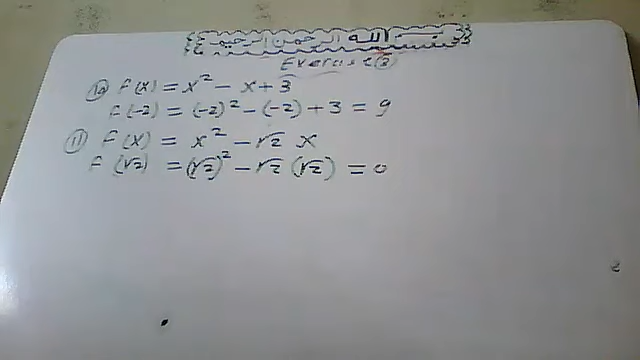 بسم الله الرحمن الرحيم
Exercise (2)
10 f(x) = x² - x + 3
f(-2) = (-2)² - (-2) + 3 = 9
11 f(x) = x² - √2 x
f(√2) = (√2)² - √2 (√2) = 0